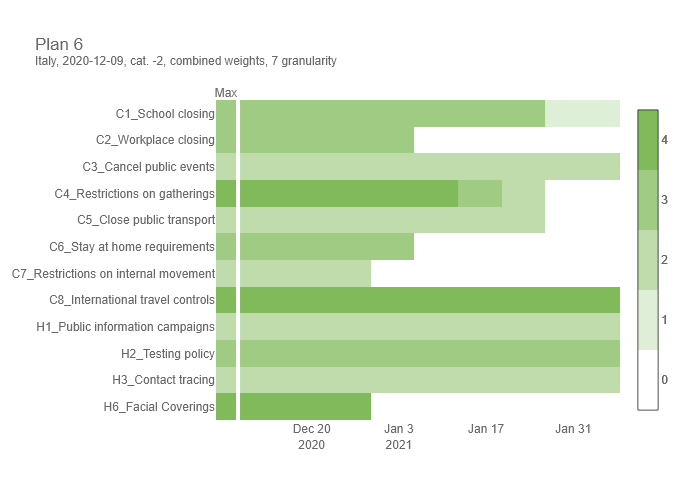 Plan 6
Italy, 2020-12-09, cat. -2, combined weights, 7 granularity
Max
C1_School closing
C2_Workplace closing
C3_Cancel public events
C4_Restrictions on gatherings
C5_Close public transport
C6_Stay at home requirements
C7_Restrictions on internal movement
C8_International travel controls
H1_Public information campaigns
H2_Testing policy
H3_Contact tracing
H6_Facial Coverings
4
3
2
1
0
Dec 20 Jan 3 Jan 17 Jan 31
2020 2021